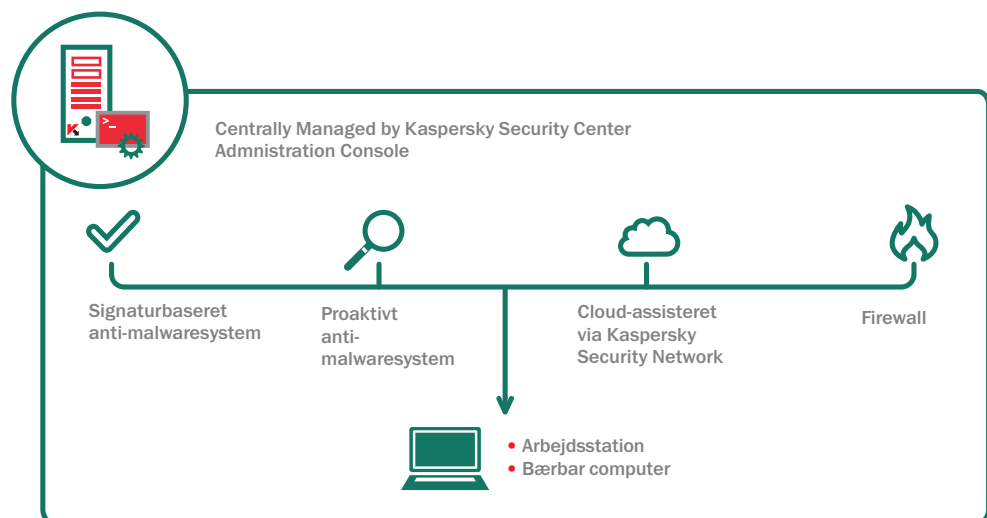 >_
Centrally Managed by Kaspersky Security Center
Admnistration Console
Signaturbaseret
anti-malwaresystem
Proaktivt
anti-
malwaresystem
Cloud-assisteret
via Kaspersky
Security Network
Firewall
• Arbejdsstation
• Bærbar computer